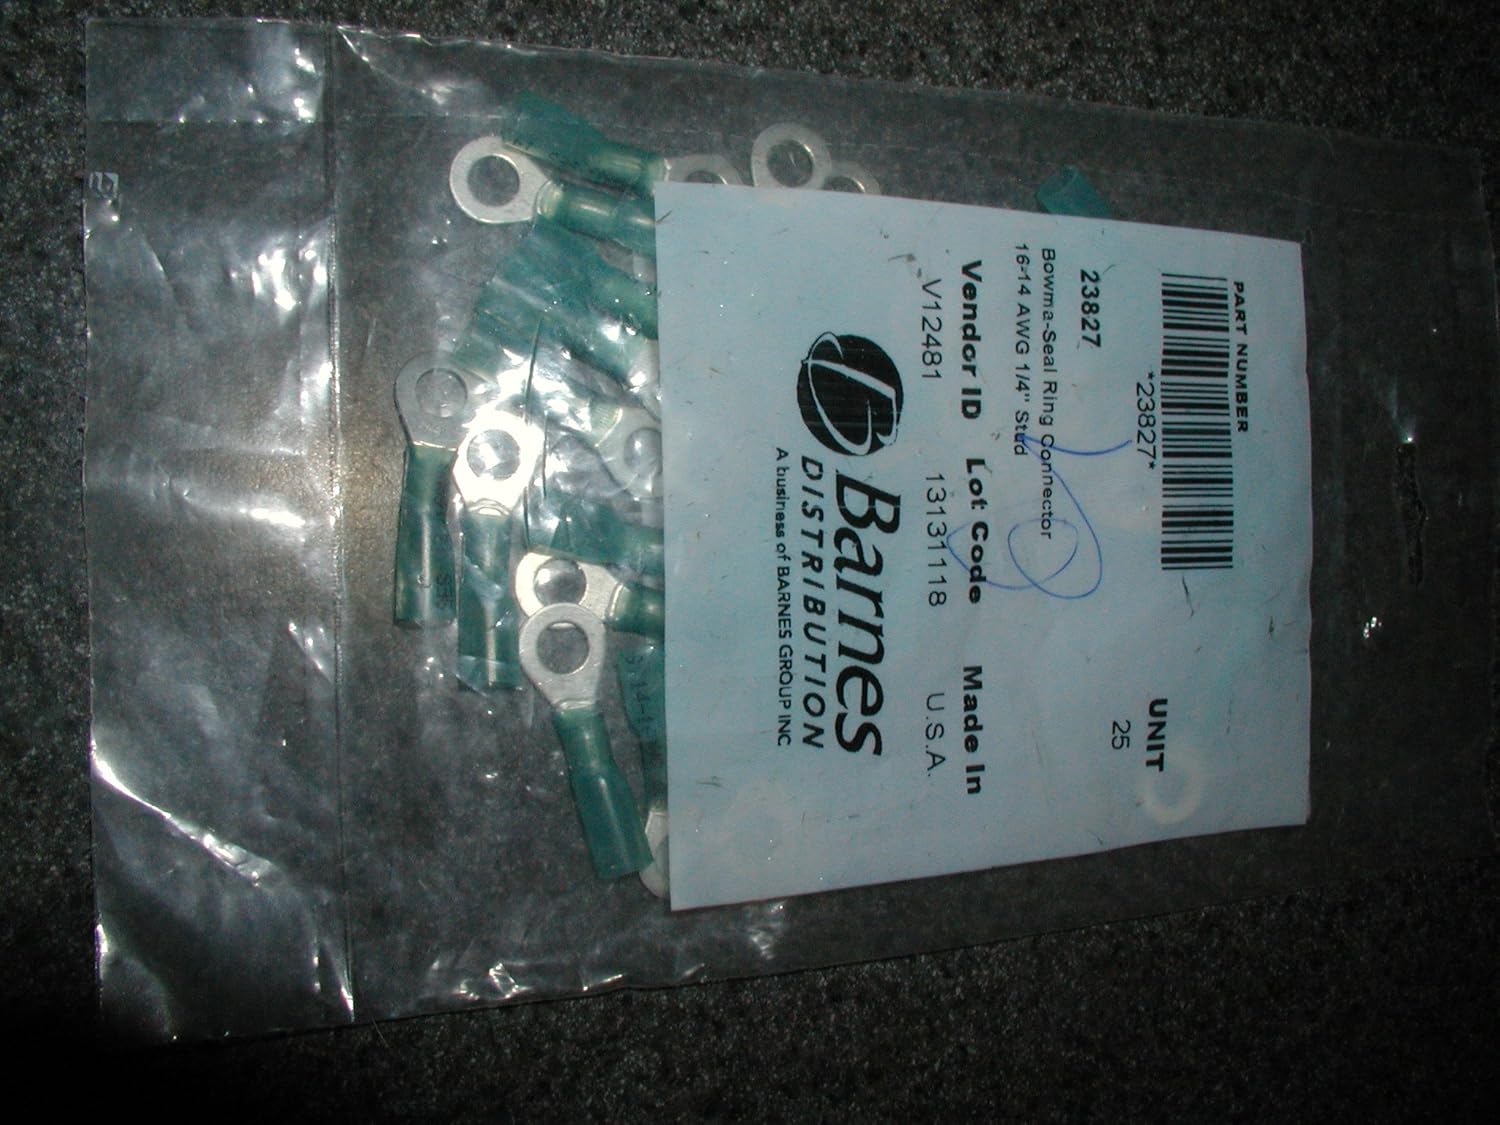 PART NUMBER
*23827*
UNIT
25
23827
Bowma-Seal Ring Connector
16-14 AWG 1/4" Stud
Vendor ID Lot Code Made In
V12481 13131118 U.S.A.
Barnes
DISTRIBUTION
A business of BARNES GROUP INC.